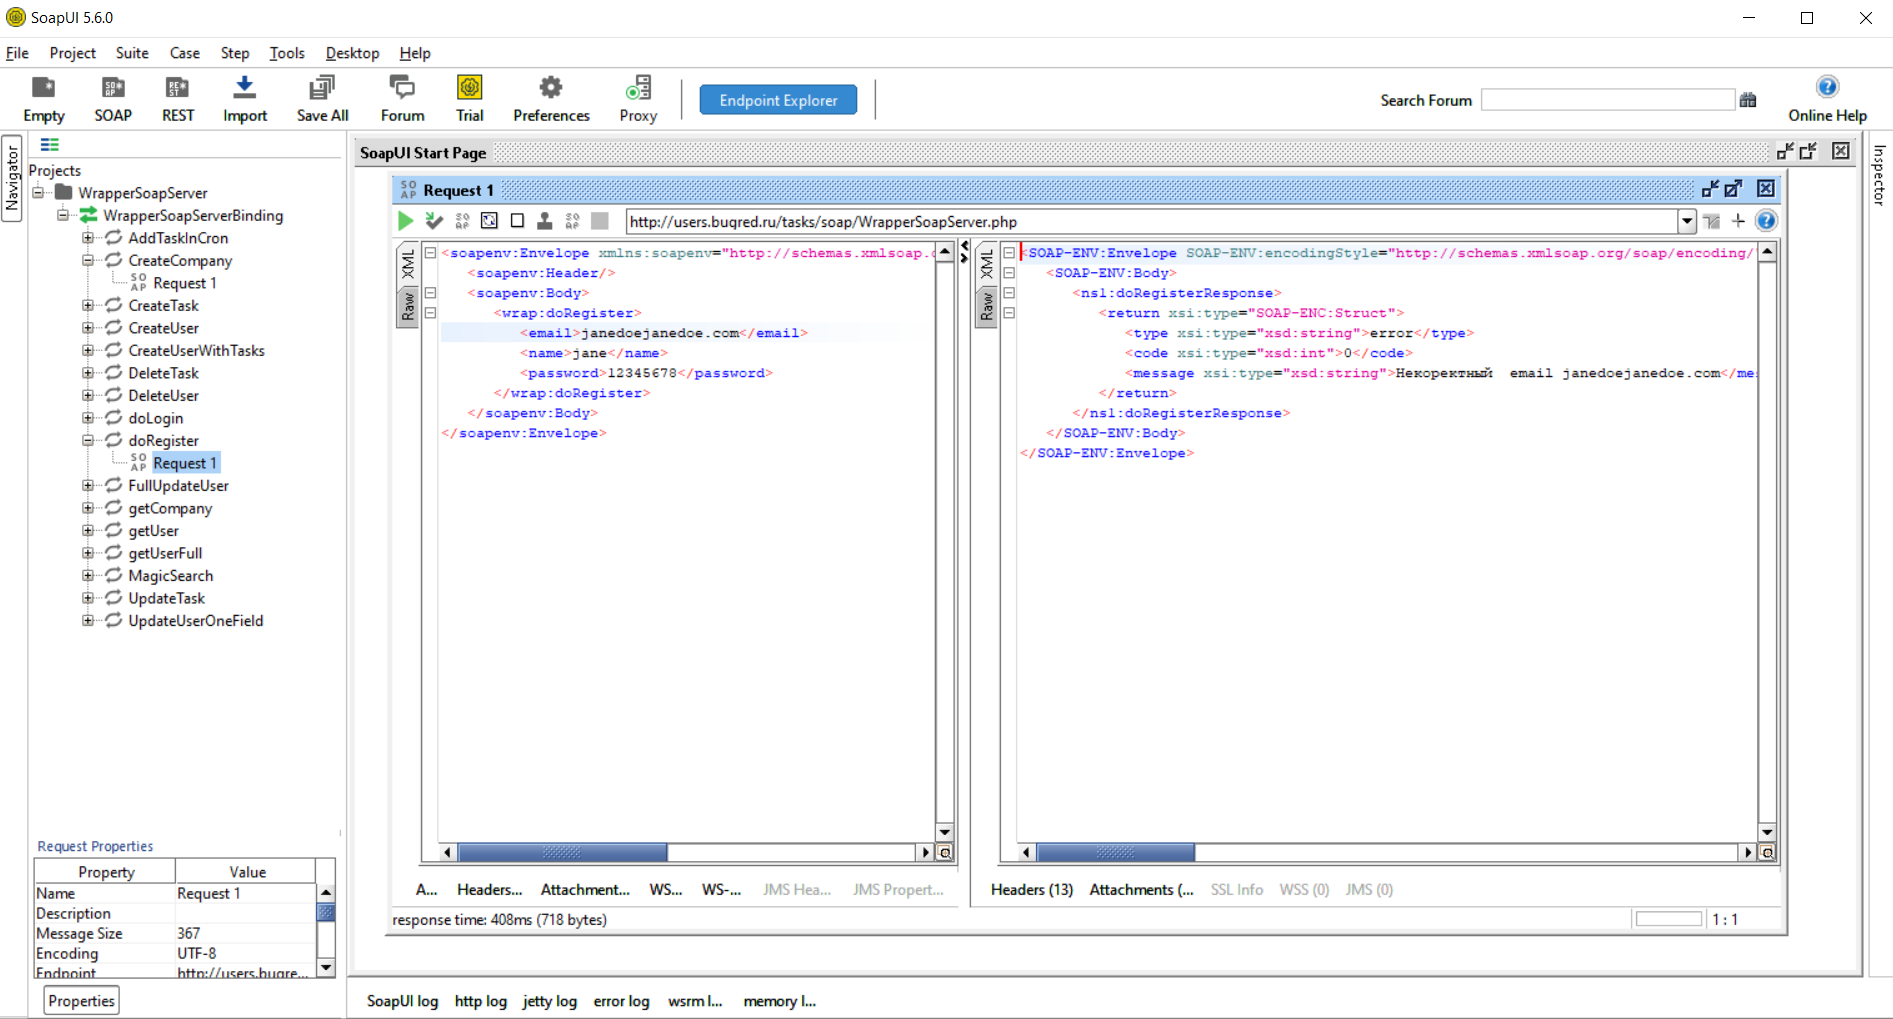 SoapUI 5.6.0
File Project Suite Case Step Tools Desktop Help
Empty SOAP REST Import Save All Forum Trial Preferences Proxy Endpoint Explorer Search Forum Online Help
Navigator
Projects
WrapperSoapServer
WrapperSoapServerBinding
AddTaskInCron
CreateCompany
Request 1
CreateTask
CreateUser
CreateUserWithTasks
DeleteTask
DeleteUser
doLogin
doRegister
Request 1
FullUpdateUser
getCompany
getUser
getUserFull
MagicSearch
UpdateTask
UpdateUserOneField
Request Properties
Property Value
Name Request 1
Description
Message Size 367
Encoding UTF-8
Endpoint http://users.bugre...
Properties
SoapUI Start Page
Request 1
http://users.bugred.ru/tasks/soap/WrapperSoapServer.php
XML
Raw
<soapenv:Envelope xmlns:soapenv="http://schemas.xmlsoap.o
<soapenv:Header/>
<soapenv:Body>
<wrap:doRegister>
<email>janedoejanedoe.com</email>
<name>jane</name>
<password>12345678</password>
</wrap:doRegister>
</soapenv:Body>
</soapenv:Envelope>
XML
Raw
<SOAP-ENV:Envelope SOAP-ENV:encodingStyle="http://schemas.xmlsoap.org/soap/encoding/"
<SOAP-ENV:Body>
<ns1:doRegisterResponse>
<return xsi:type="SOAP-ENC:Struct">
<type xsi:type="xsd:string">error</type>
<code xsi:type="xsd:int">0</code>
<message xsi:type="xsd:string">Некоректный  email janedoejanedoe.com</mes
</return>
</ns1:doRegisterResponse>
</SOAP-ENV:Body>
</SOAP-ENV:Envelope>
A... Headers... Attachment... WS... WS-... JMS Hea... JMS Propert...
Headers (13) Attachments (... SSL Info WSS (0) JMS (0)
response time: 408ms (718 bytes)
1 : 1
Inspector
SoapUI log http log jetty log error log wsrm l... memory l...